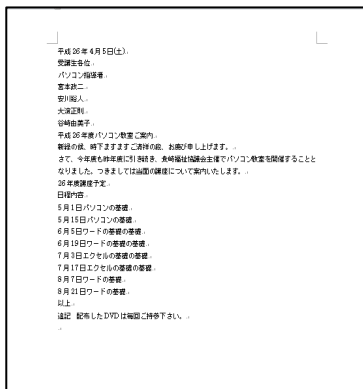 平成 26 年 4 月 5 日(土)
受講生各位
パソコン指導者
宮本政二
安川裕人
大濱正則
谷崎由美子
平成 26 年度パソコン教室ご案内
新緑の候、時下ますますご清祥の段、お慶び申し上げます。
さて、今年度も昨年度に引き続き、魚崎福祉協議会主催でパソコン教室を開催することと
なりました。つきましては当面の講座について案内いたします。
26 年度講座予定
日程内容
5 月 1 日パソコンの基礎
5 月 15 日パソコンの基礎
6 月 5 日ワードの基礎の基礎
6 月 19 日ワードの基礎の基礎
7 月 3 日エクセルの基礎の基礎
7 月 17 日エクセルの基礎の基礎
8 月 7 日ワードの基礎
8 月 21 日ワードの基礎
以上
追記　配布した DVD は毎回ご持参下さい。